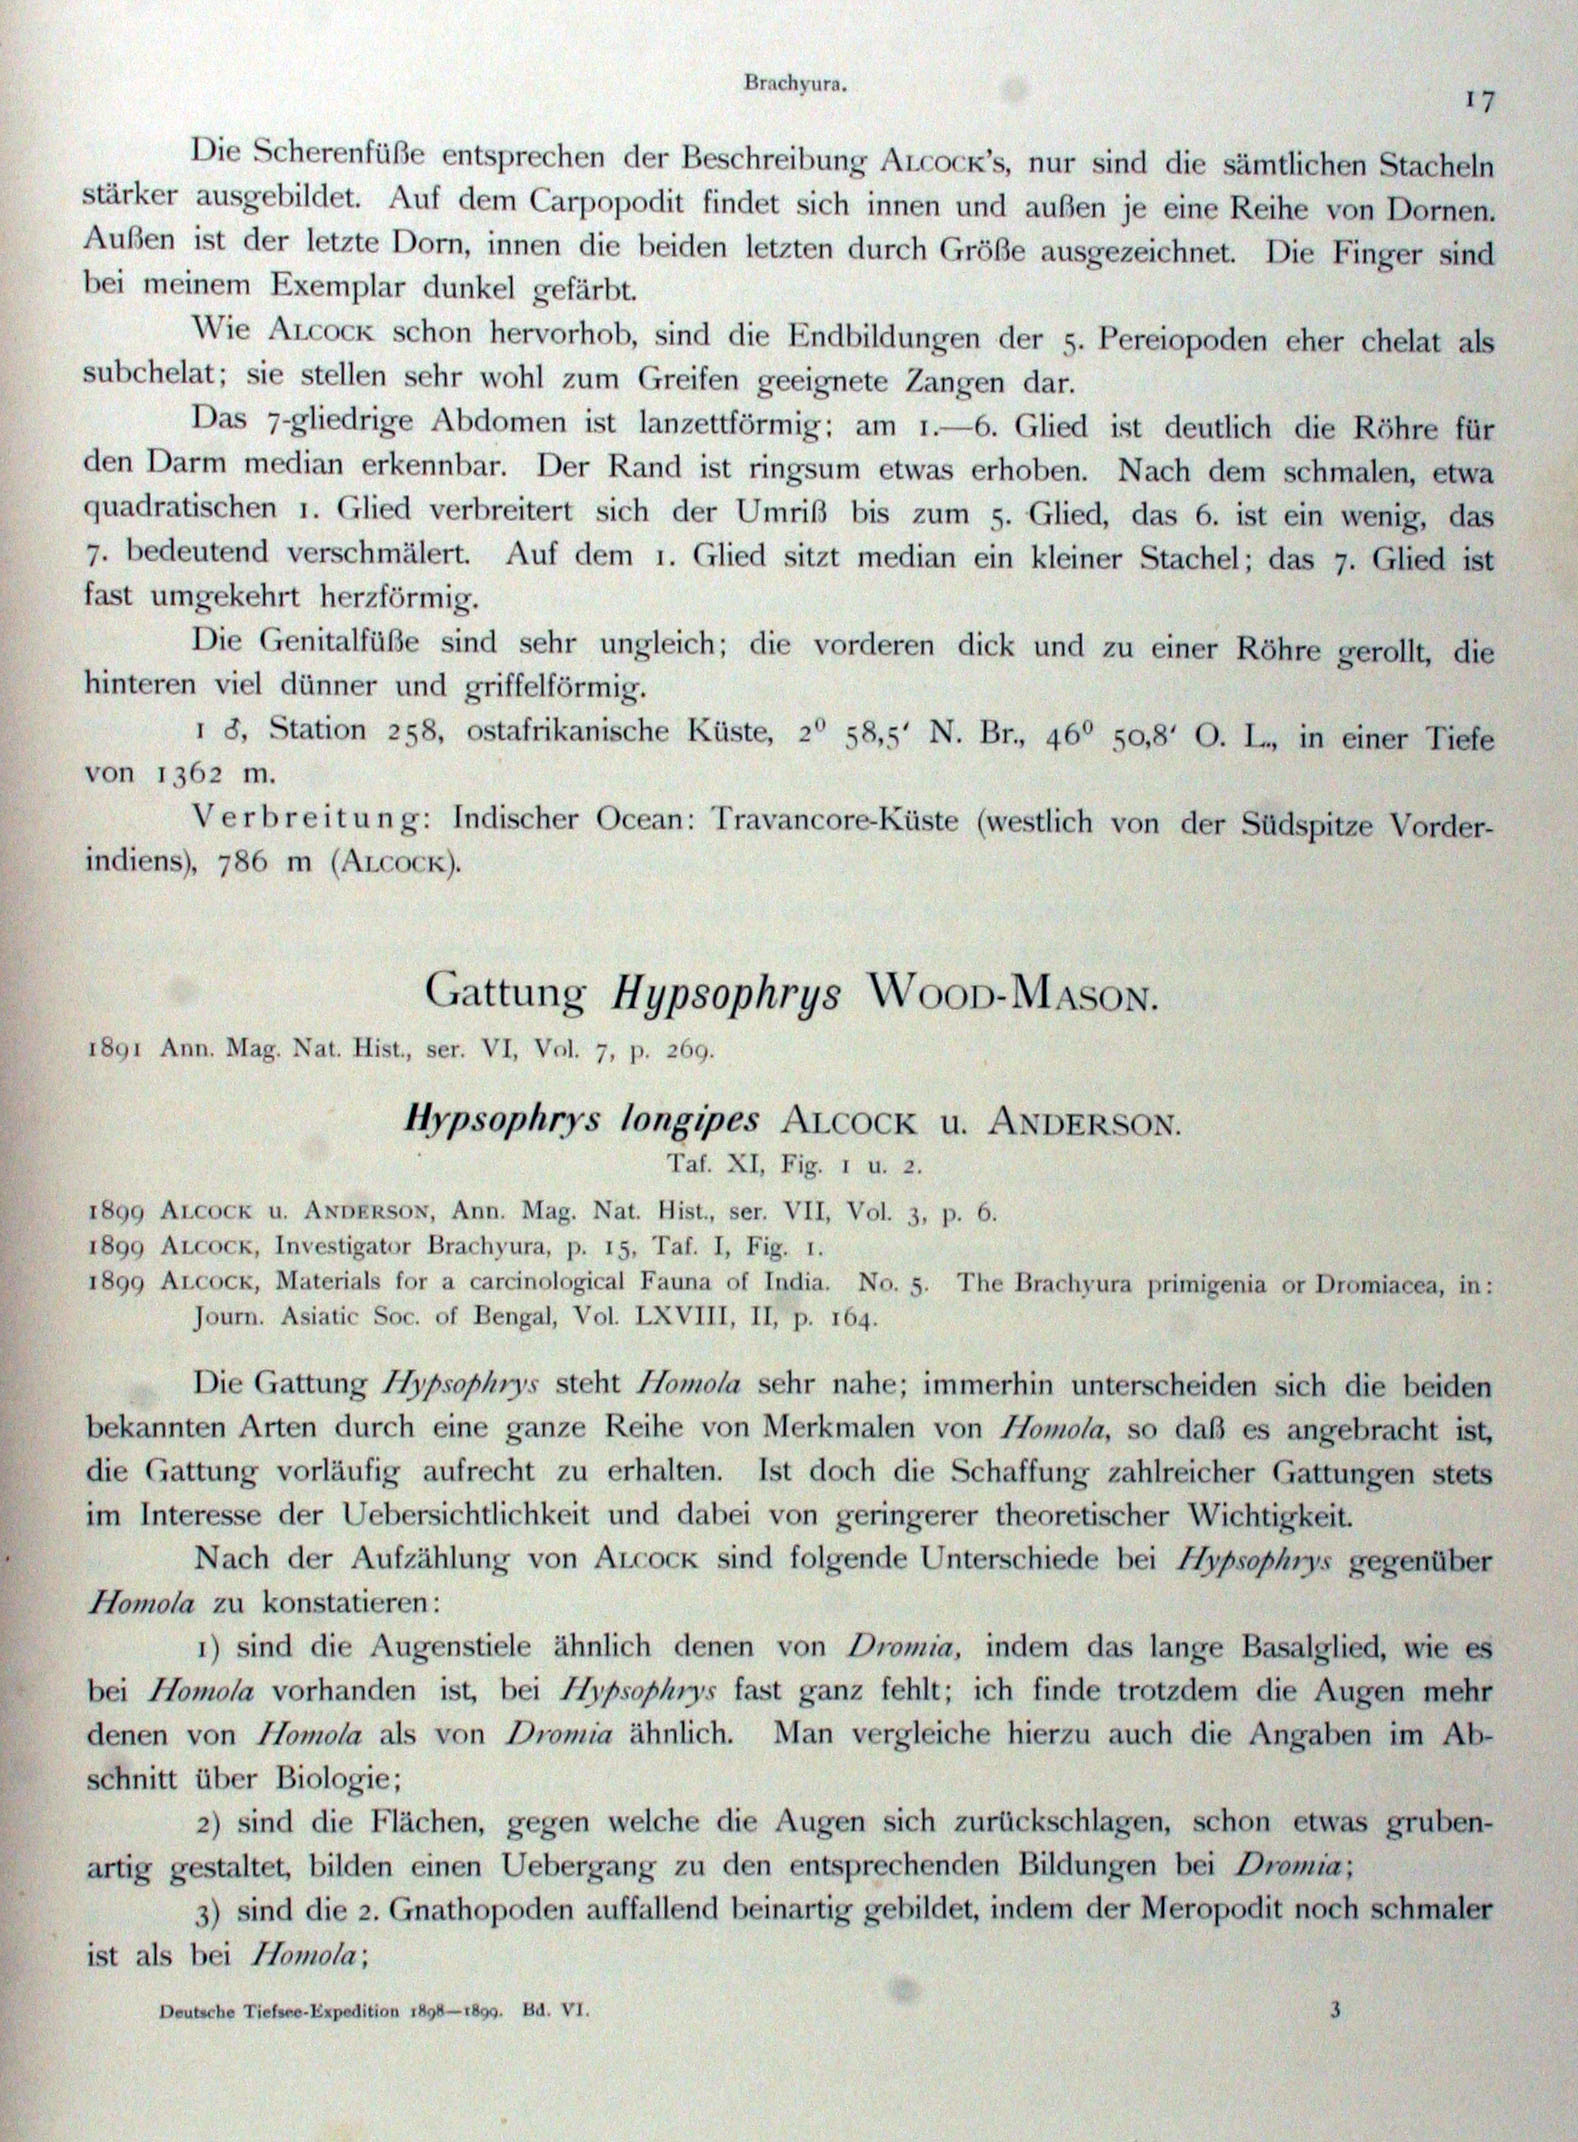 Brachyura.
17
Die Scherenfüße entsprechen der Beschreibung Alcock's, nur sind die sämtlichen Stacheln
stärker ausgebildet. Auf dem Carpopodit findet sich innen und außen je eine Reihe von Dornen.
Außen ist der letzte Dorn, innen die beiden letzten durch Größe ausgezeichnet. Die Finger sind
bei meinem Exemplar dunkel gefärbt.
Wie Alcock schon hervorhob, sind die Endbildungen der 5. Pereiopoden eher chelat als
subchelat; sie stellen sehr wohl zum Greifen geeignete Zangen dar.
Das 7-gliedrige Abdomen ist lanzettförmig; am 1.—6. Glied ist deutlich die Röhre für
den Darm median erkennbar. Der Rand ist ringsum etwas erhoben. Nach dem schmalen, etwa
quadratischen 1. Glied verbreitert sich der Umriß bis zum 5. Glied, das 6. ist ein wenig, das
7. bedeutend verschmälert. Auf dem 1. Glied sitzt median ein kleiner Stachel; das 7. Glied ist
fast umgekehrt herzförmig.
Die Genitalfüße sind sehr ungleich; die vorderen dick und zu einer Röhre gerollt, die
hinteren viel dünner und griffelförmig.
1 ♂, Station 258, ostafrikanische Küste, 2⁰ 58,5' N. Br., 46⁰ 50,8' O. L., in einer Tiefe
von 1362 m.
Verbreitung: Indischer Ocean: Travancore-Küste (westlich von der Südspitze Vorder-
indiens), 786 m (Alcock).
Gattung Hypsophrys Wood-Mason.
1891 Ann. Mag. Nat. Hist., ser. VI, Vol. 7, p. 269.
Hypsophrys longipes Alcock u. Anderson.
Taf. XI, Fig. 1 u. 2.
1899 Alcock u. Anderson, Ann. Mag. Nat. Hist., ser. VII, Vol. 3, p. 6.
1899 Alcock, Investigator Brachyura, p. 15, Taf. I, Fig. 1.
1899 Alcock, Materials for a carcinological Fauna of India. No. 5. The Brachyura primigenia or Dromiacea, in:
Journ. Asiatic Soc. of Bengal, Vol. LXVIII, II, p. 164.
Die Gattung Hypsophrys steht Homola sehr nahe; immerhin unterscheiden sich die beiden
bekannten Arten durch eine ganze Reihe von Merkmalen von Homola, so daß es angebracht ist,
die Gattung vorläufig aufrecht zu erhalten. Ist doch die Schaffung zahlreicher Gattungen stets
im Interesse der Uebersichtlichkeit und dabei von geringerer theoretischer Wichtigkeit.
Nach der Aufzählung von Alcock sind folgende Unterschiede bei Hypsophrys gegenüber
Homola zu konstatieren:
1) sind die Augenstiele ähnlich denen von Dromia, indem das lange Basalglied, wie es
bei Homola vorhanden ist, bei Hypsophrys fast ganz fehlt; ich finde trotzdem die Augen mehr
denen von Homola als von Dromia ähnlich. Man vergleiche hierzu auch die Angaben im Ab-
schnitt über Biologie;
2) sind die Flächen, gegen welche die Augen sich zurückschlagen, schon etwas gruben-
artig gestaltet, bilden einen Uebergang zu den entsprechenden Bildungen bei Dromia;
3) sind die 2. Gnathopoden auffallend beinartig gebildet, indem der Meropodit noch schmaler
ist als bei Homola;
Deutsche Tiefsee-Expedition 1898—1899. Bd. VI.
3